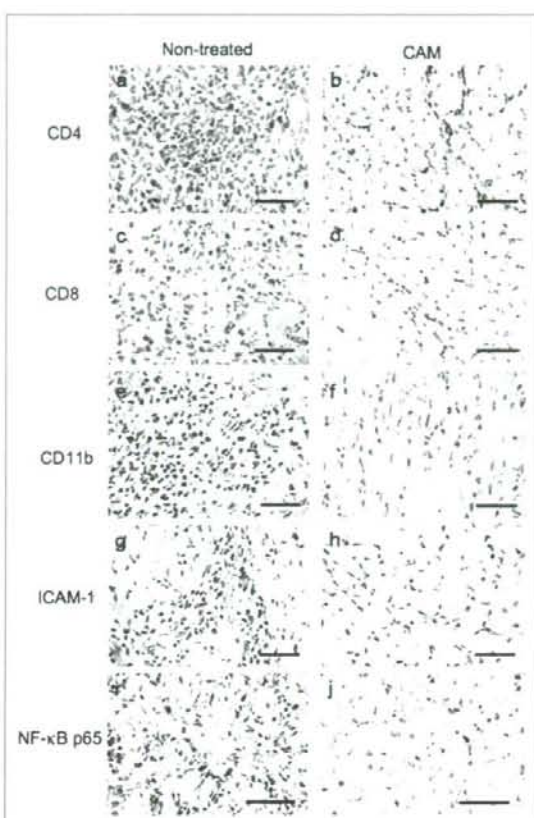 Non-treated CAM
a b
CD4
c d
CD8
e f
CD11b
g h
ICAM-1
i j
NF-κB p65